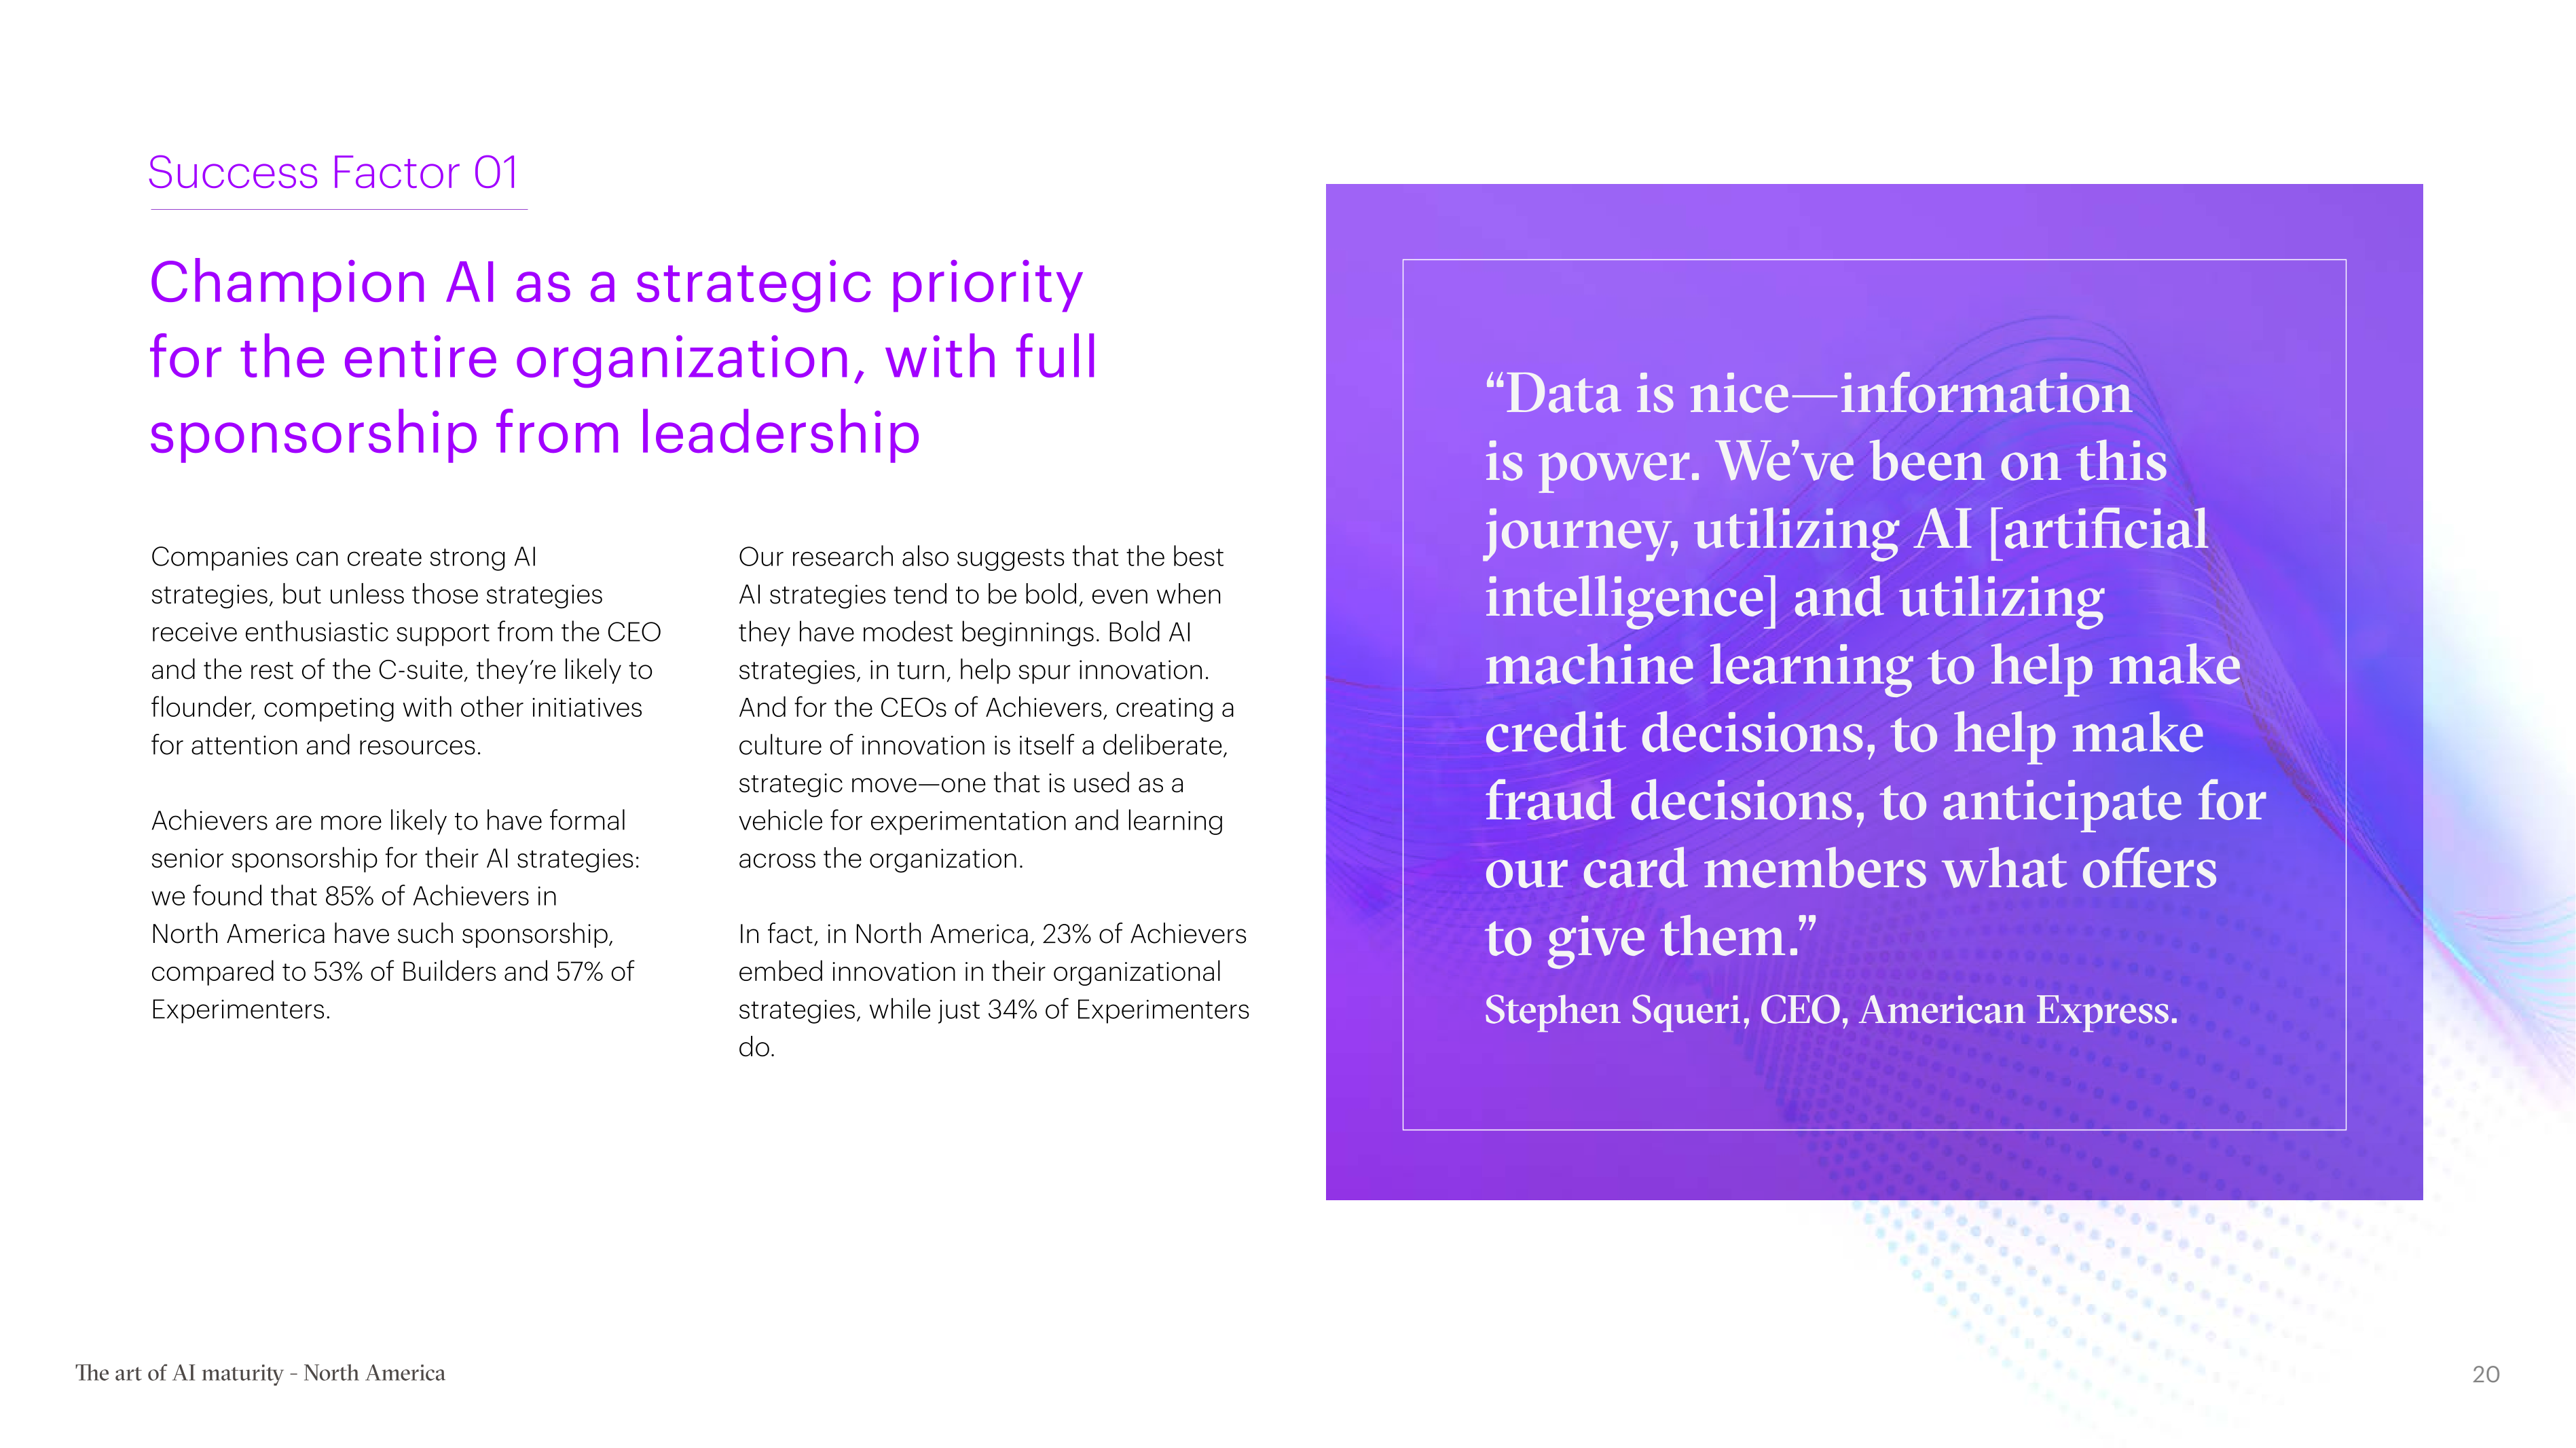 Success Factor 01
Champion AI as a strategic priority
for the entire organization, with full
sponsorship from leadership
Companies can create strong AI
strategies, but unless those strategies
receive enthusiastic support from the CEO
and the rest of the C-suite, they’re likely to
flounder, competing with other initiatives
for attention and resources.
Achievers are more likely to have formal
senior sponsorship for their AI strategies:
we found that 85% of Achievers in
North America have such sponsorship,
compared to 53% of Builders and 57% of
Experimenters.
Our research also suggests that the best
AI strategies tend to be bold, even when
they have modest beginnings. Bold AI
strategies, in turn, help spur innovation.
And for the CEOs of Achievers, creating a
culture of innovation is itself a deliberate,
strategic move—one that is used as a
vehicle for experimentation and learning
across the organization.
In fact, in North America, 23% of Achievers
embed innovation in their organizational
strategies, while just 34% of Experimenters
do.
“Data is nice—information
is power. We’ve been on this
journey, utilizing AI [artificial
intelligence] and utilizing
machine learning to help make
credit decisions, to help make
fraud decisions, to anticipate for
our card members what offers
to give them.”
Stephen Squeri, CEO, American Express.
The art of AI maturity - North America
20